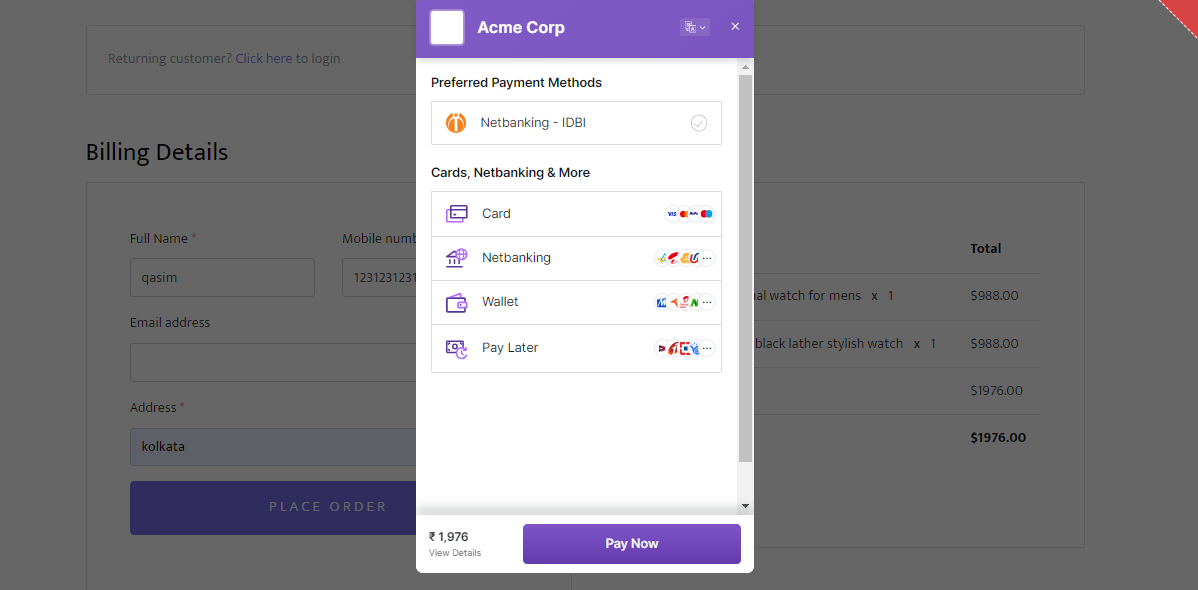 Returning customer? Click here to login
Billing Details
Full Name *
Mobile numb
qasim
1231231231
Email address
Address *
kolkata
PLACE ORDER
Acme Corp
Preferred Payment Methods
Netbanking - IDBI
Cards, Netbanking & More
Card
VISA
Netbanking
Wallet
Pay Later
₹ 1,976
View Details
Pay Now
Total
ual watch for mens x 1
$988.00
black lather stylish watch x 1
$988.00
$1976.00
$1976.00